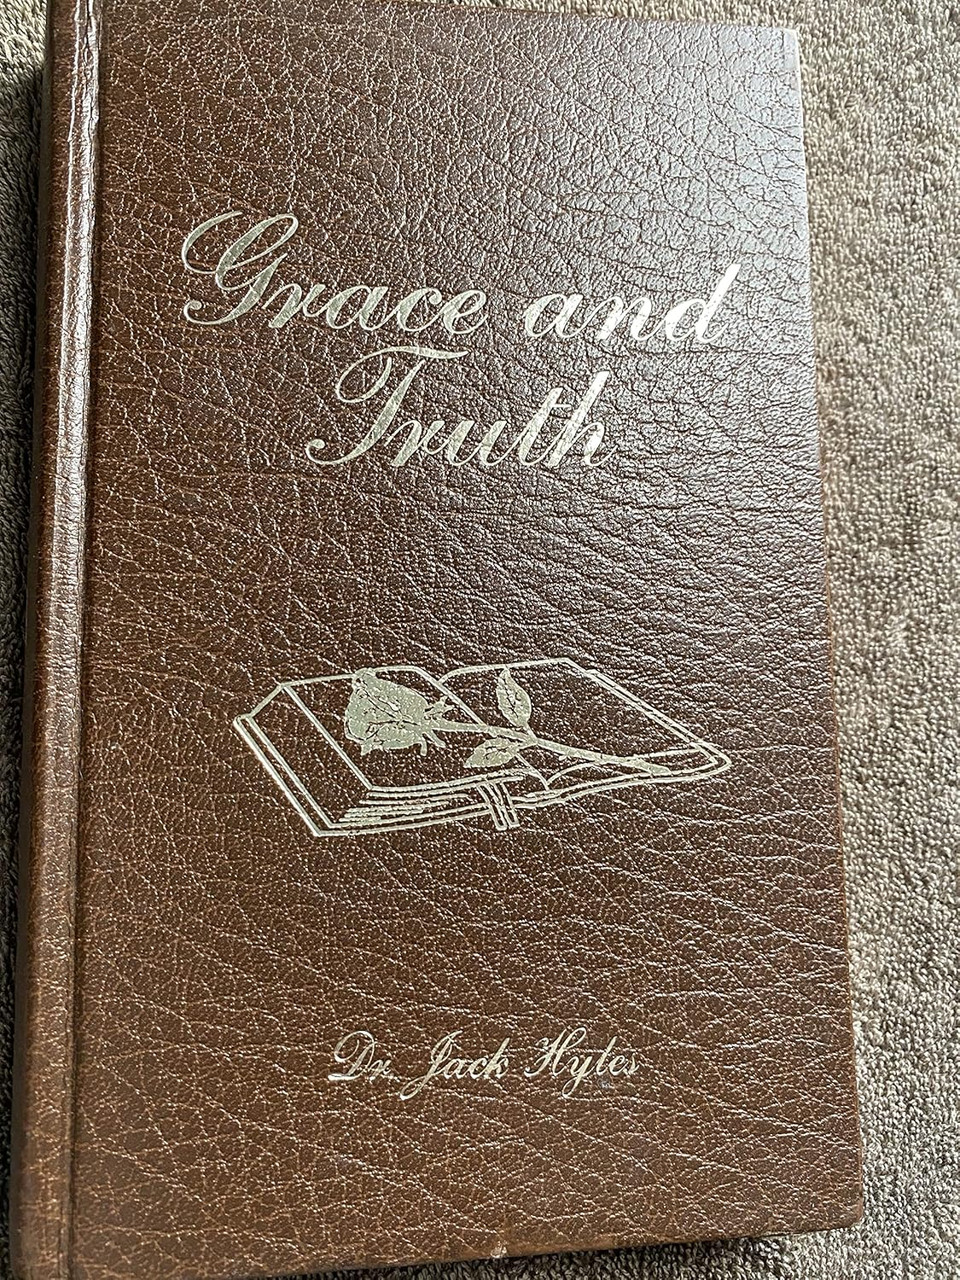 Grace and
Truth
Dr. Jack Hyles